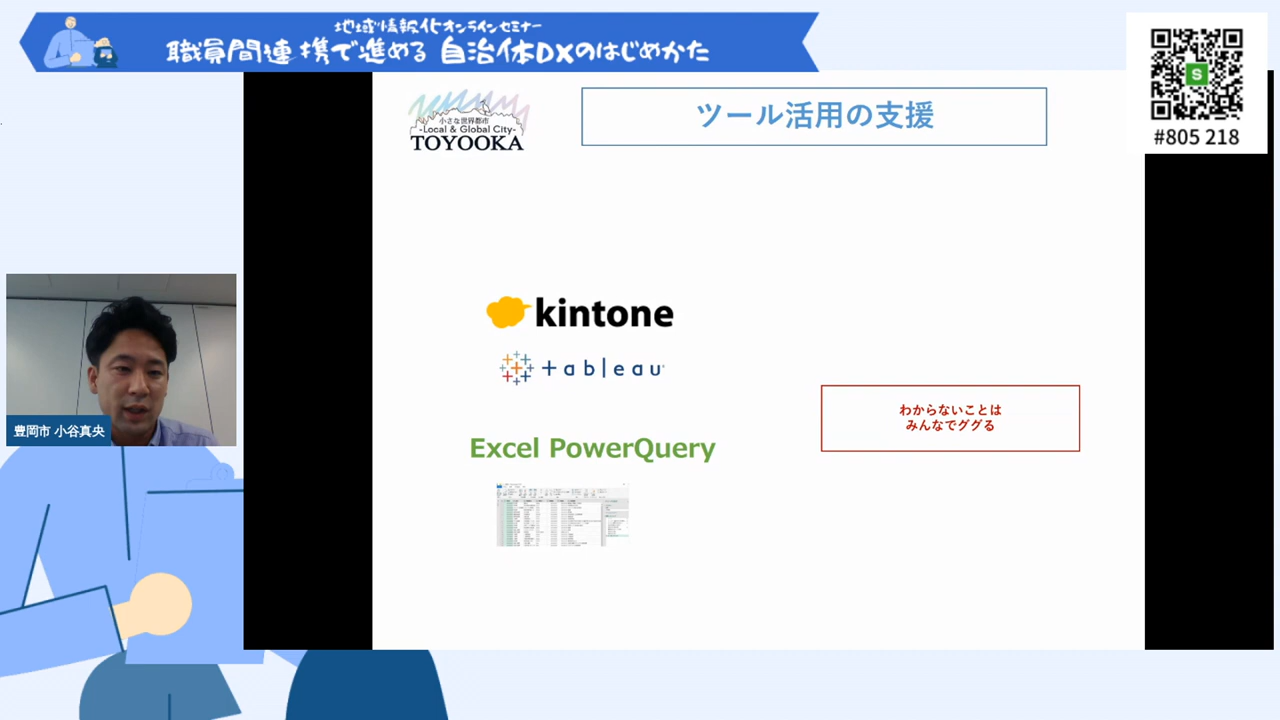 地域情報化オンラインセミナー
職員間連携で進める 自治体DXのはじめかた
S
#805 218
小さな世界都市
-Local & Global City-
TOYOOKA
ツール活用の支援
kintone
+ableau
わからないことは
みんなでググる
豊岡市 小谷真央
Excel PowerQuery